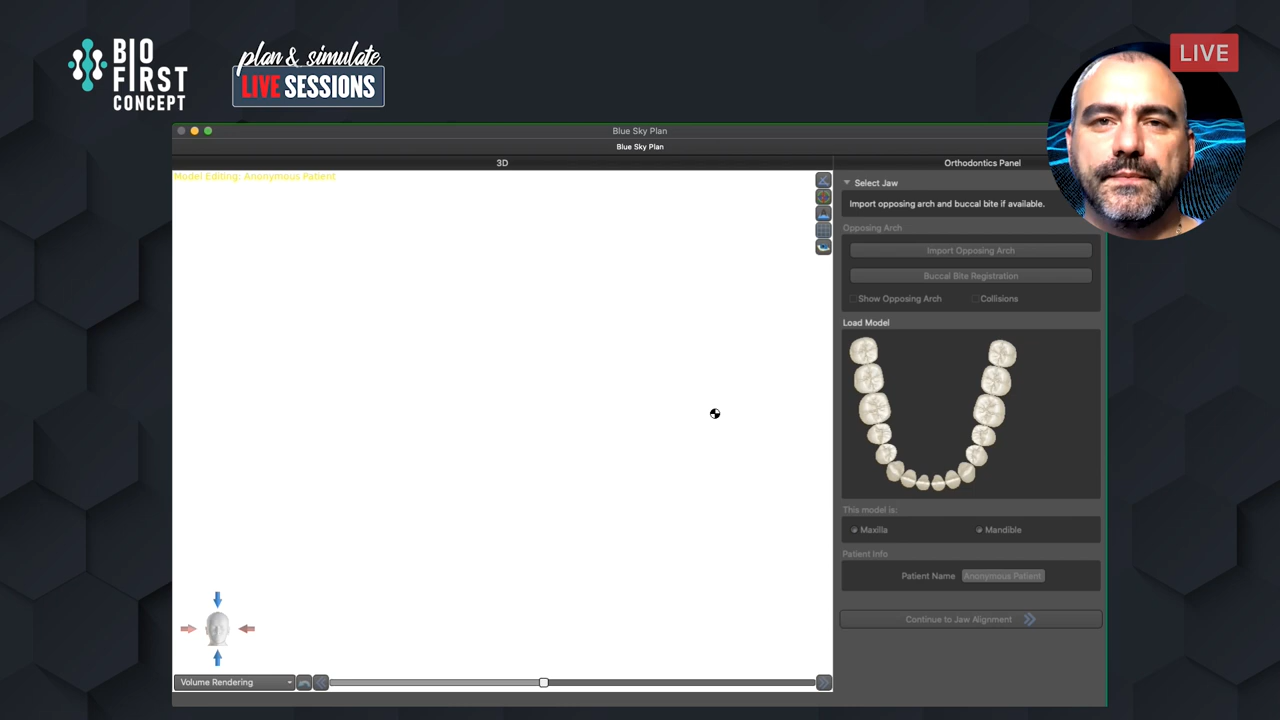 BIO
FIRST
CONCEPT
plan & simulate
LIVE SESSIONS
LIVE
Blue Sky Plan
Blue Sky Plan
3D
Orthodontics Panel
Model Editing: Anonymous Patient
Select Jaw
Import opposing arch and buccal bite if available.
Opposing Arch
Import Opposing Arch
Buccal Bite Registration
Show Opposing Arch
Collisions
Load Model
This model is:
Maxilla
Mandible
Patient Info
Patient Name
Anonymous Patient
Continue to Jaw Alignment
Volume Rendering